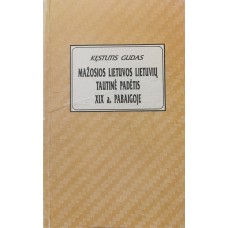 KĘSTUTIS GUDAS
MAŽOSIOS LIETUVOS LIETUVIŲ
TAUTINĖ PADĖTIS
XIX a. PABAIGOJE